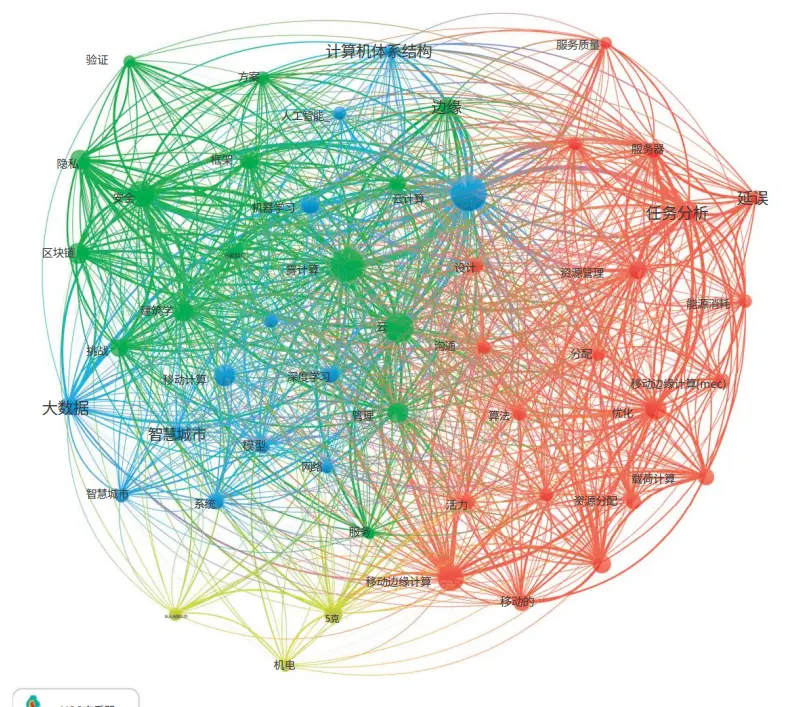 计算机体系结构
服务质量
验证
方案
边缘
人工智能
服务器
隐私
框架
安全
云计算
延误
机器学习
任务分析
区块链
雾计算
设计
资源管理
建筑学
能源消耗
云
沟通
挑战
分配
移动计算
深度学习
移动边缘计算(mec)
大数据
管理
算法
优化
智慧城市
模型
网络
载荷计算
智慧城市
系统
活力
资源分配
服务
移动边缘计算
移动的
5克
机电